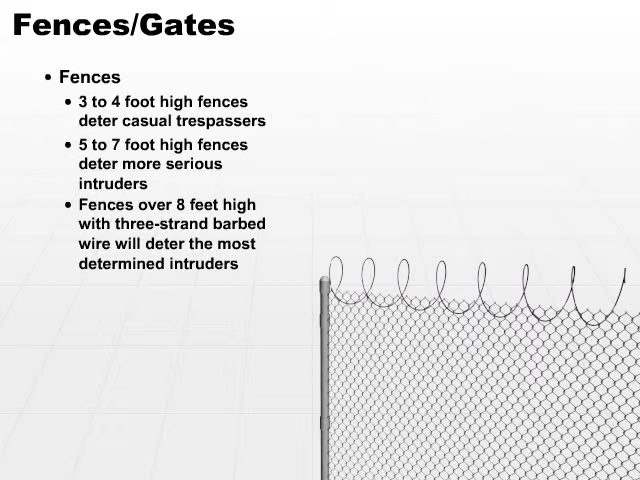 Fences/Gates
• Fences
• 3 to 4 foot high fences
deter casual trespassers
• 5 to 7 foot high fences
deter more serious
intruders
• Fences over 8 feet high
with three-strand barbed
wire will deter the most
determined intruders